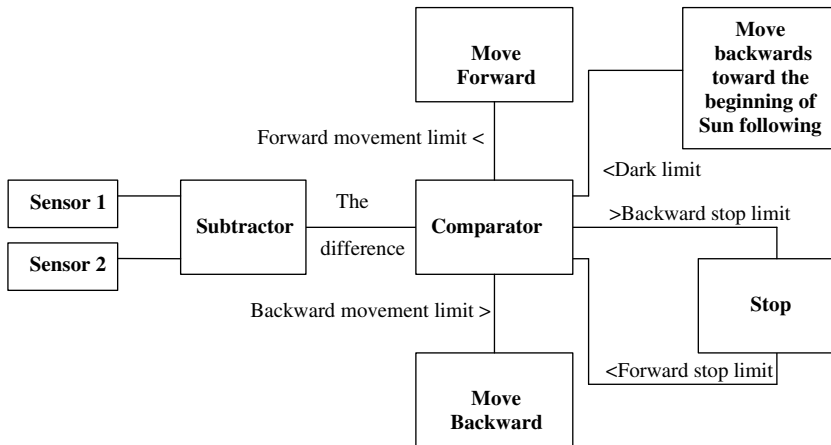 Move
Forward
Move
backwards
toward the
beginning of
Sun following
Forward movement limit <
<Dark limit
Sensor 1
Sensor 2
Subtractor
The
difference
Comparator
>Backward stop limit
Backward movement limit >
Stop
<Forward stop limit
Move
Backward